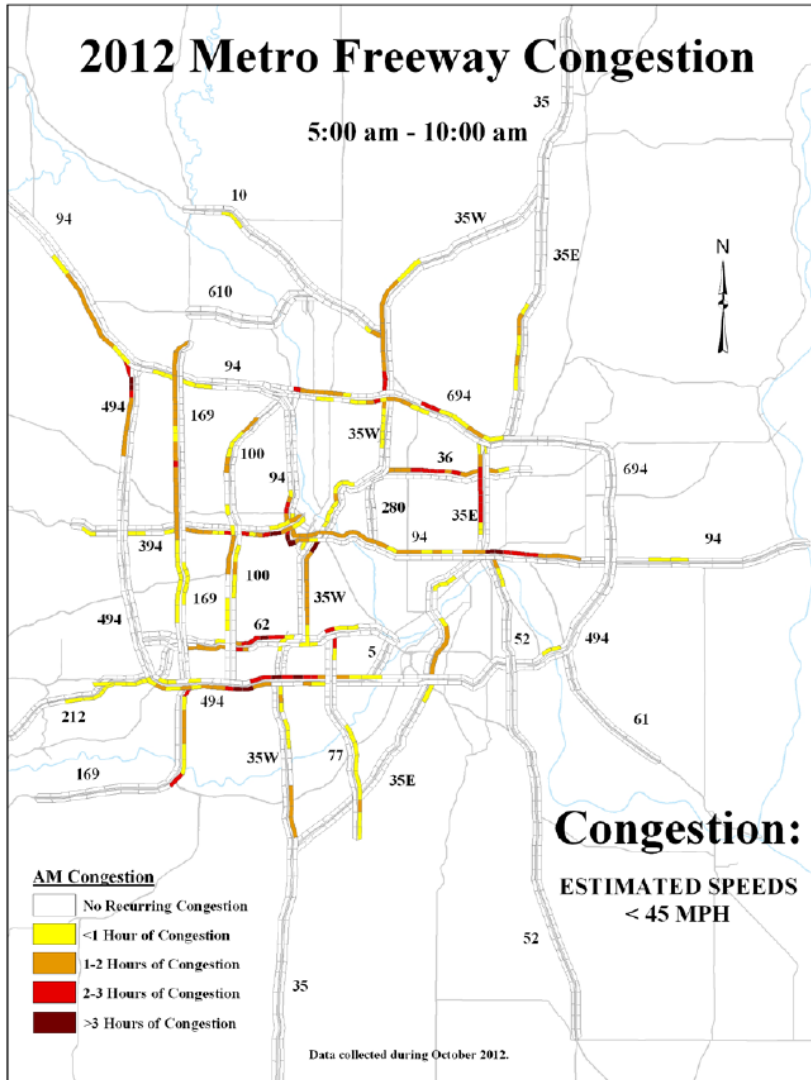 2012 Metro Freeway Congestion
35
5:00 am - 10:00 am
10
94
35W
35E
N
610
94
694
494
169
35W
100
36
694
94
280
35E
94
94
394
100
169
35W
494
62
52
494
5
212
494
61
35W
77
169
35E
Congestion:
AM Congestion
ESTIMATED SPEEDS
< 45 MPH
No Recurring Congestion
<1 Hour of Congestion
1-2 Hours of Congestion
52
2-3 Hours of Congestion
35
>3 Hours of Congestion
Data collected during October 2012.